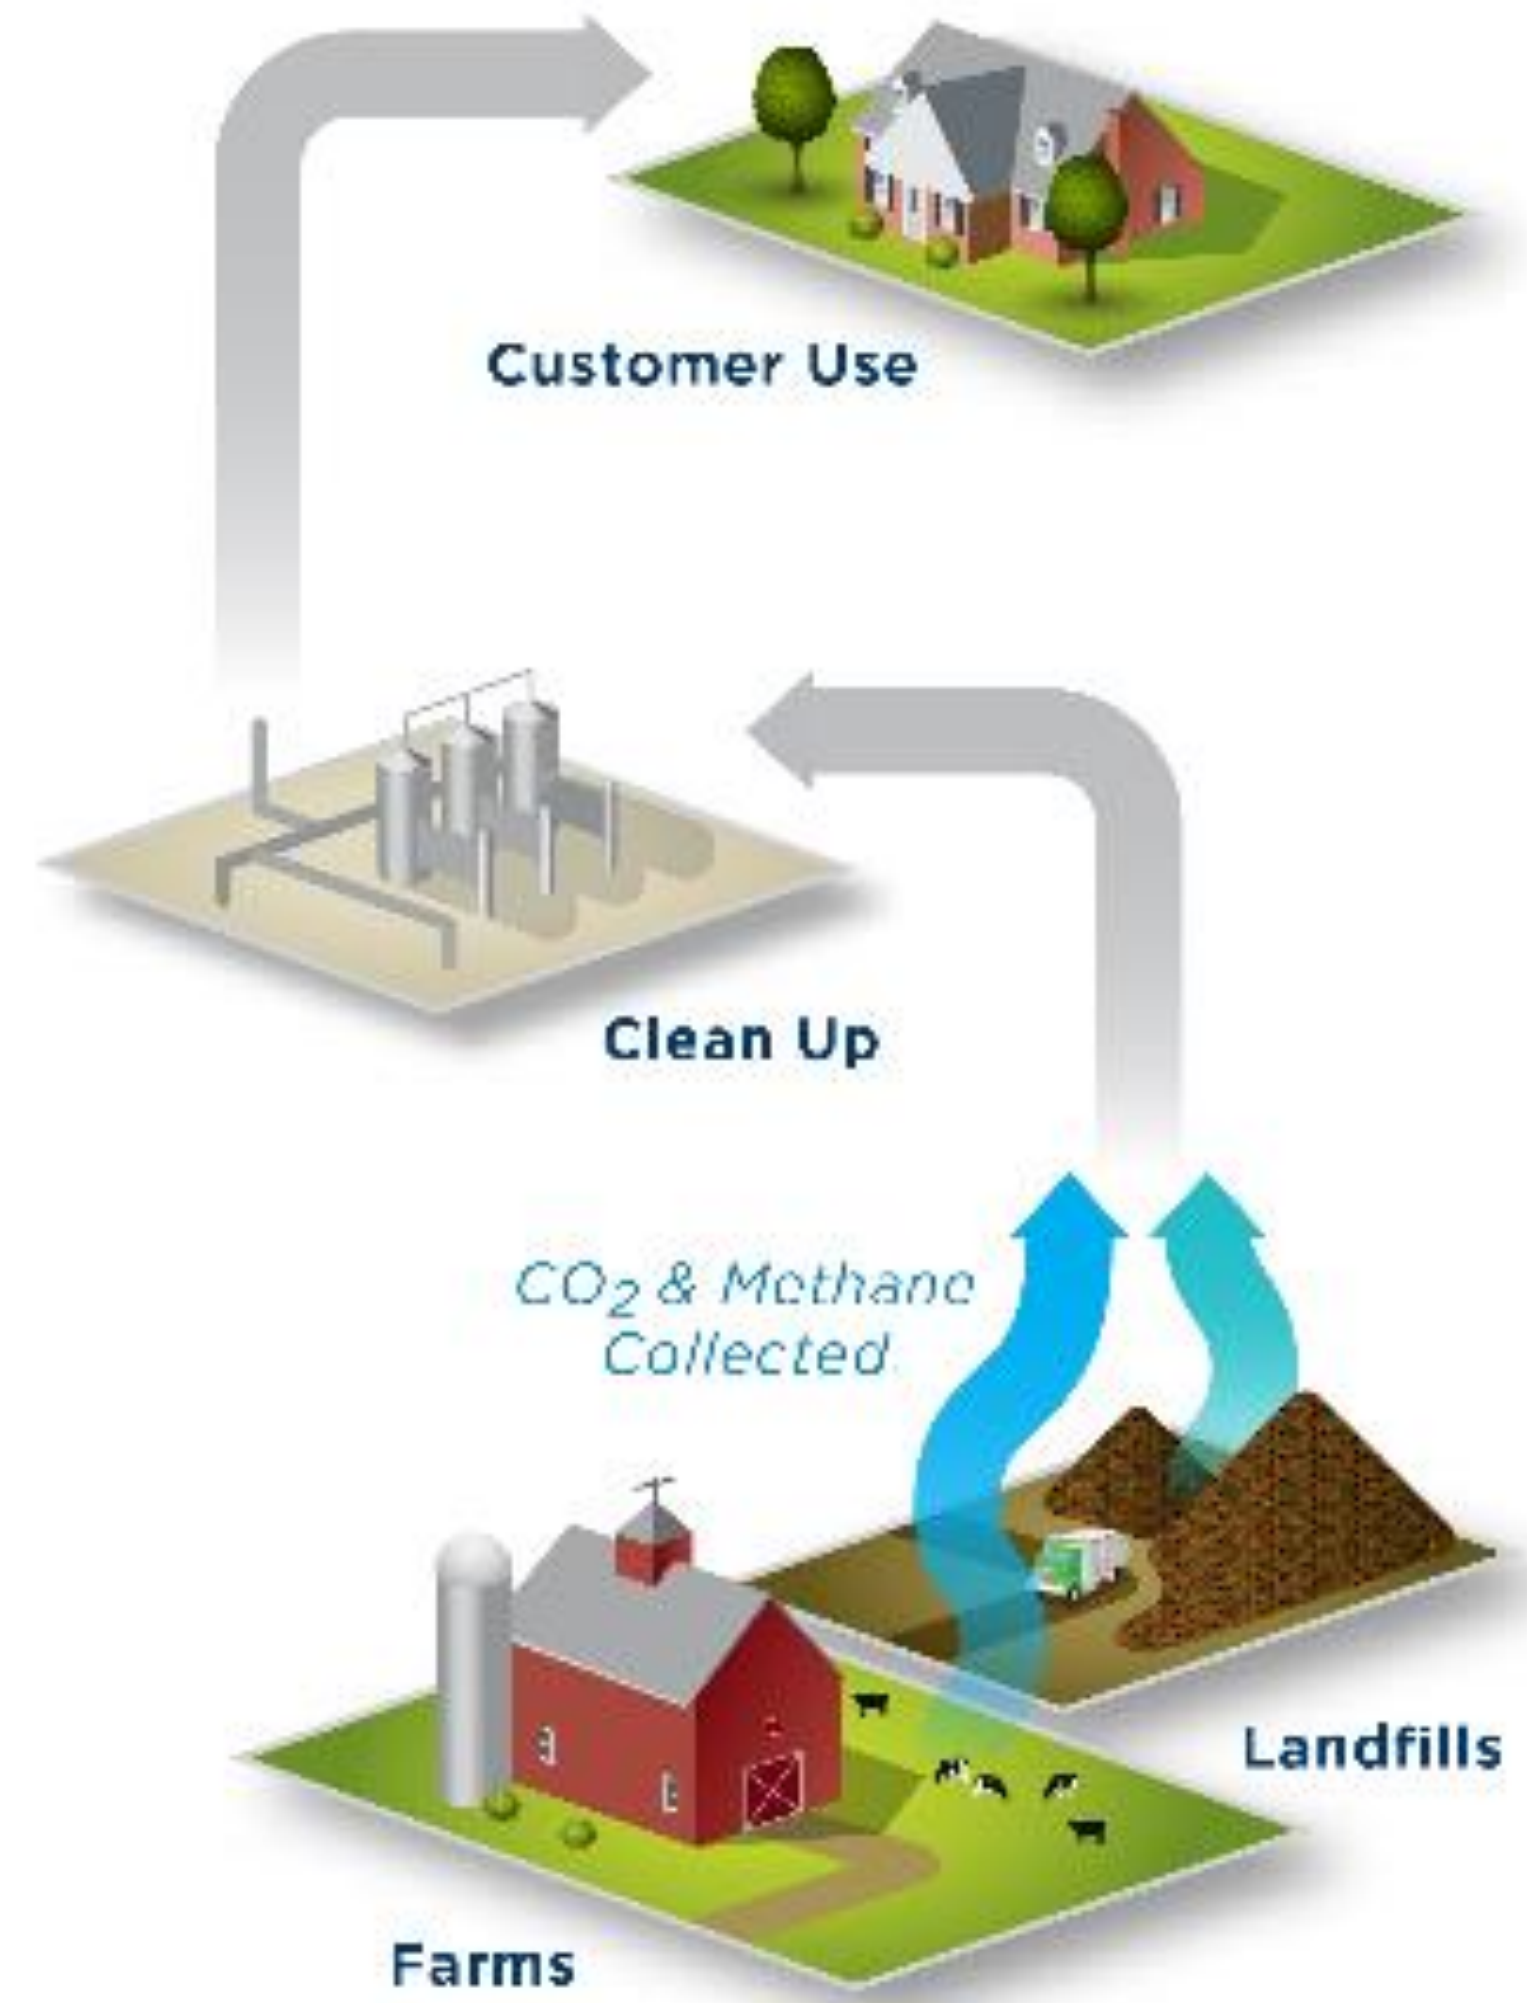 Customer Use
Clean Up
CO₂ & Methane
Collected
Landfills
Farms